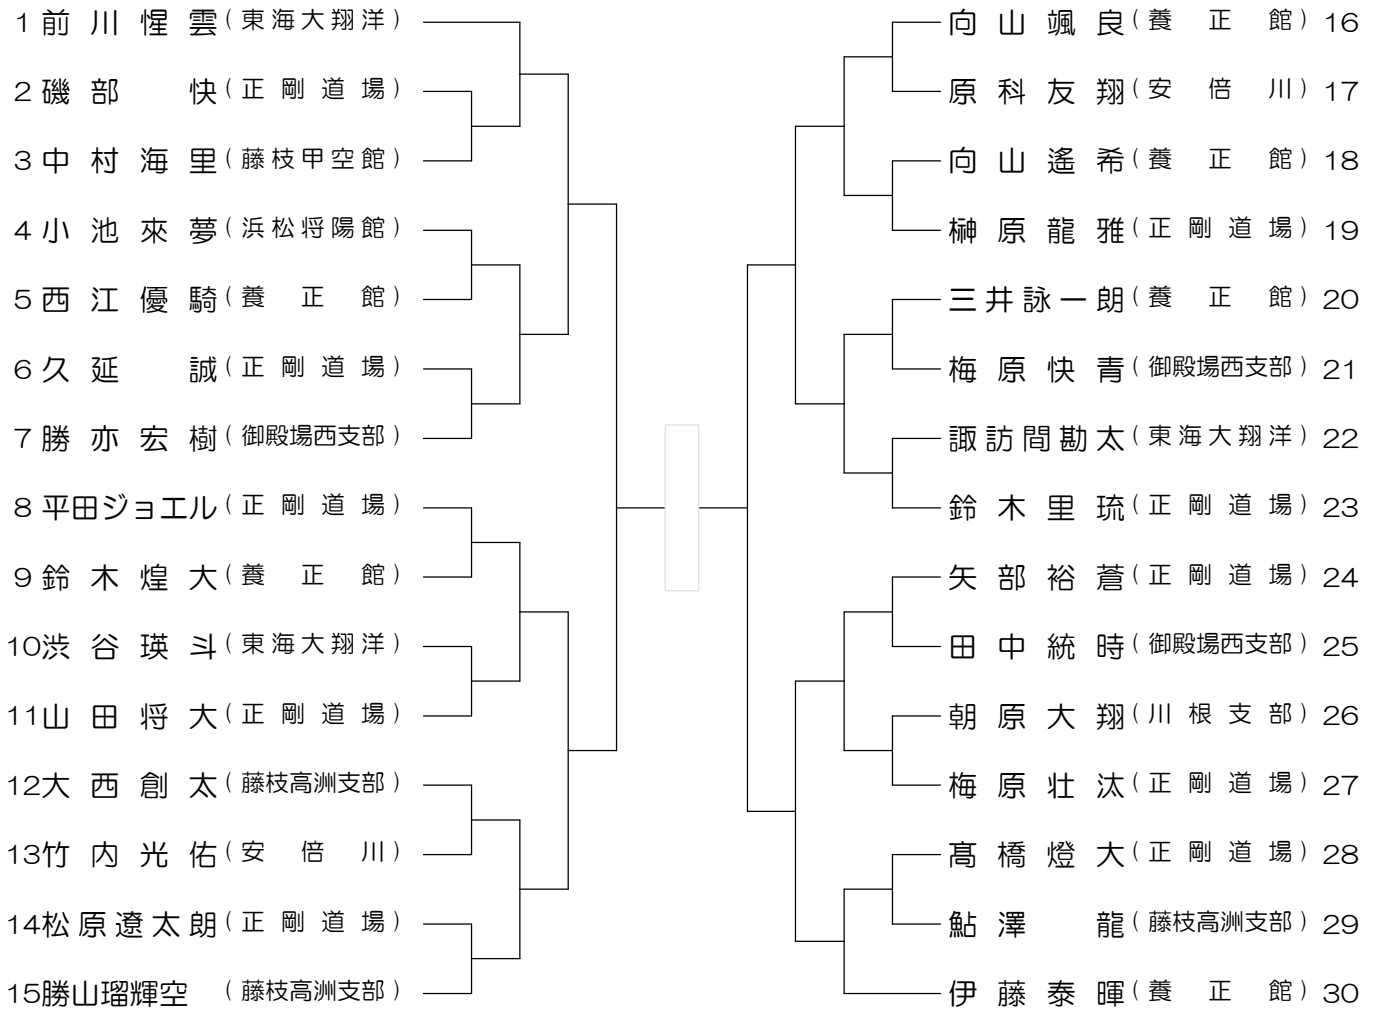 1 前川惺雲(東海大翔洋)
2 磯部 快(正剛道場)
3 中村海里(藤枝甲空館)
4 小池來夢(浜松将陽館)
5 西江優騎(養正館)
6 久延 誠(正剛道場)
7 勝亦宏樹(御殿場西支部)
8 平田ジョエル(正剛道場)
9 鈴木煌大(養正館)
10 渋谷瑛斗(東海大翔洋)
11 山田将大(正剛道場)
12 大西創太(藤枝高洲支部)
13 竹内光佑(安倍川)
14 松原遼太朗(正剛道場)
15 勝山瑠輝空(藤枝高洲支部)
向山颯良(養正館) 16
原科友翔(安倍川) 17
向山遙希(養正館) 18
榊原龍雅(正剛道場) 19
三井詠一朗(養正館) 20
梅原快青(御殿場西支部) 21
諏訪間勘太(東海大翔洋) 22
鈴木里琉(正剛道場) 23
矢部裕蒼(正剛道場) 24
田中統時(御殿場西支部) 25
朝原大翔(川根支部) 26
梅原壮汰(正剛道場) 27
髙橋燈大(正剛道場) 28
鮎澤 龍(藤枝高洲支部) 29
伊藤泰暉(養正館) 30